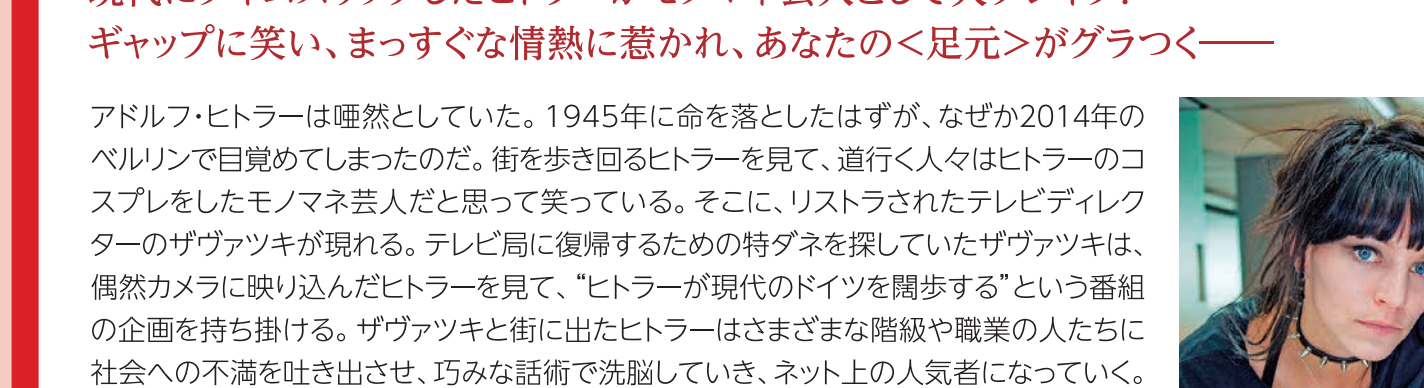 ギャップに笑い、まっすぐな情熱に惹かれ、あなたの＜足元＞がグラつく――
アドルフ・ヒトラーは唖然としていた。1945年に命を落としたはずが、なぜか2014年の
ベルリンで目覚めてしまったのだ。街を歩き回るヒトラーを見て、道行く人々はヒトラーのコ
スプレをしたモノマネ芸人だと思って笑っている。そこに、リストラされたテレビディレク
ターのザヴァツキが現れる。テレビ局に復帰するための特ダネを探していたザヴァツキは、
偶然カメラに映り込んだヒトラーを見て、“ヒトラーが現代のドイツを闊歩する”という番組
の企画を持ち掛ける。ザヴァツキと街に出たヒトラーはさまざまな階級や職業の人たちに
社会への不満を吐き出させ、巧みな話術で洗脳していき、ネット上の人気者になっていく。